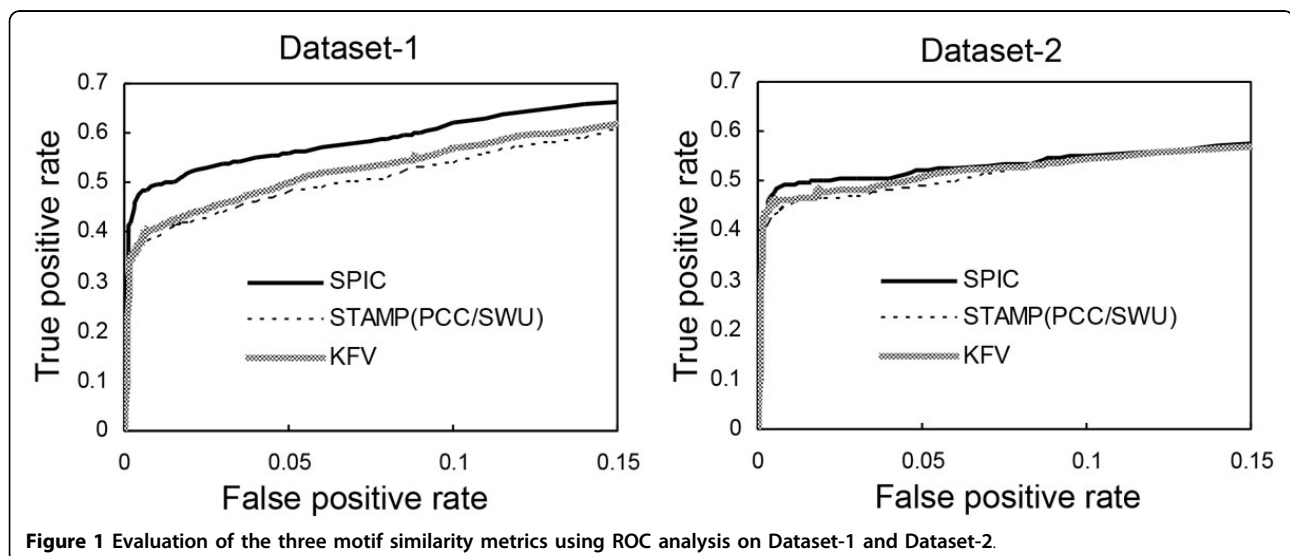 Dataset-1
0.7
0.6
0.5
0.4
0.3
0.2
0.1
0
True positive rate
SPIC
STAMP(PCC/SWU)
KFV
0
0.05
0.1
0.15
False positive rate
Dataset-2
0.7
0.6
0.5
0.4
0.3
0.2
0.1
0
True positive rate
SPIC
STAMP(PCC/SWU)
KFV
0
0.05
0.1
0.15
False positive rate
Figure 1 Evaluation of the three motif similarity metrics using ROC analysis on Dataset-1 and Dataset-2.